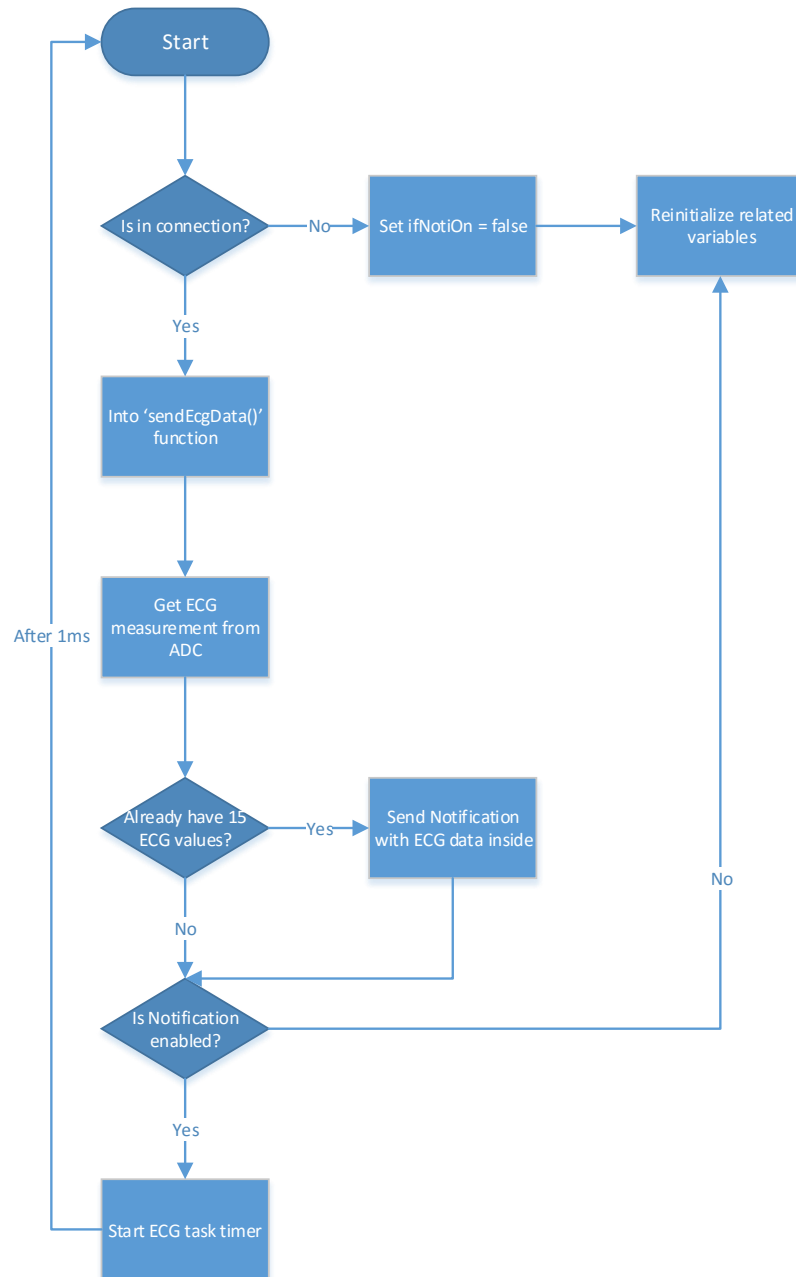 Start
Is in connection?
No
Set ifNotiOn = false
Reinitialize related
variables
Yes
Into ‘sendEcgData()’
function
Get ECG
measurement from
ADC
After 1ms
Already have 15
ECG values?
Yes
Send Notification
with ECG data inside
No
No
Is Notification
enabled?
Yes
Start ECG task timer